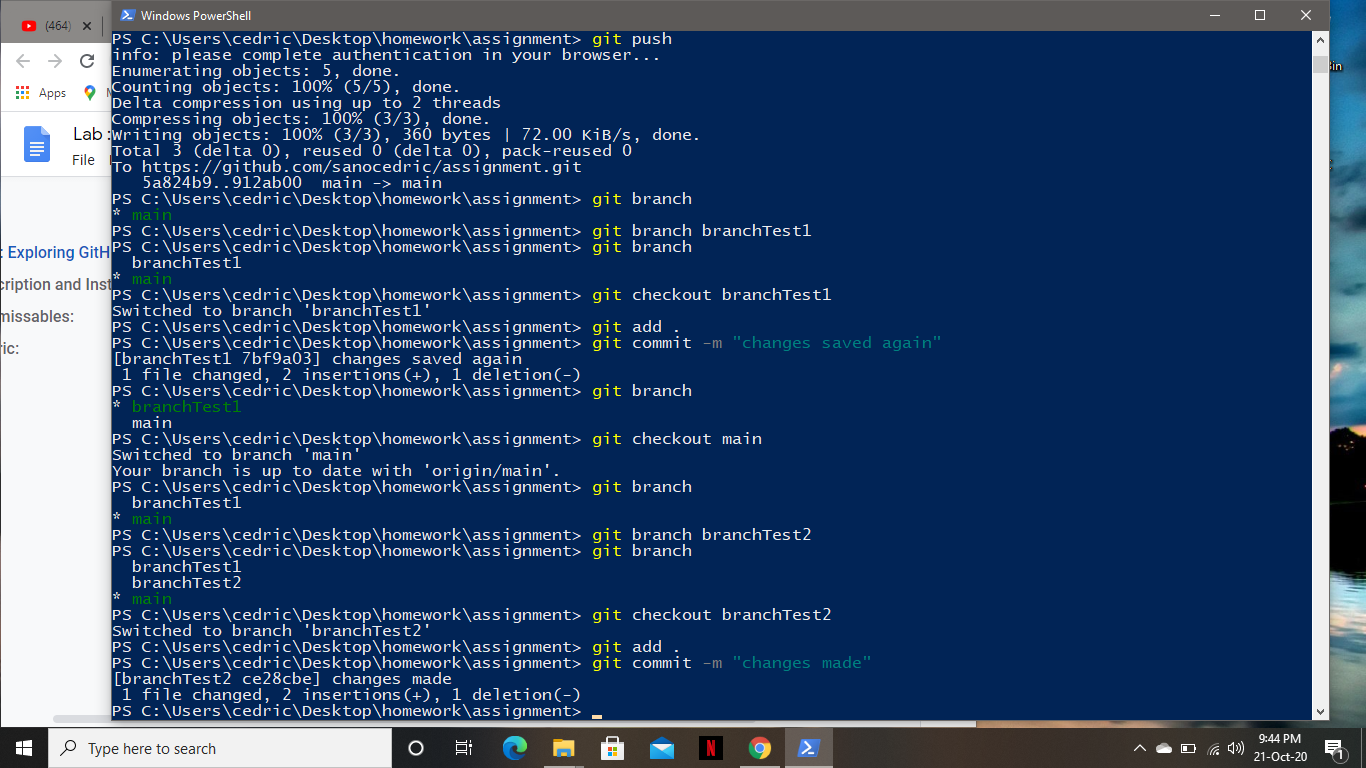 (464)
Windows PowerShell
Apps
Lab :
File
: Exploring GitH
cription and Inst
missables:
ric:
PS C:\Users\cedric\Desktop\homework\assignment> git push
info: please complete authentication in your browser...
Enumerating objects: 5, done.
Counting objects: 100% (5/5), done.
Delta compression using up to 2 threads
Compressing objects: 100% (3/3), done.
Writing objects: 100% (3/3), 360 bytes | 72.00 KiB/s, done.
Total 3 (delta 0), reused 0 (delta 0), pack-reused 0
To https://github.com/sanocedric/assignment.git
   5a824b9..912ab00  main -> main
PS C:\Users\cedric\Desktop\homework\assignment> git branch
* main
PS C:\Users\cedric\Desktop\homework\assignment> git branch branchTest1
PS C:\Users\cedric\Desktop\homework\assignment> git branch
  branchTest1
* main
PS C:\Users\cedric\Desktop\homework\assignment> git checkout branchTest1
Switched to branch 'branchTest1'
PS C:\Users\cedric\Desktop\homework\assignment> git add .
PS C:\Users\cedric\Desktop\homework\assignment> git commit -m "changes saved again"
[branchTest1 7bf9a03] changes saved again
 1 file changed, 2 insertions(+), 1 deletion(-)
PS C:\Users\cedric\Desktop\homework\assignment> git branch
* branchTest1
  main
PS C:\Users\cedric\Desktop\homework\assignment> git checkout main
Switched to branch 'main'
Your branch is up to date with 'origin/main'.
PS C:\Users\cedric\Desktop\homework\assignment> git branch
  branchTest1
* main
PS C:\Users\cedric\Desktop\homework\assignment> git branch branchTest2
PS C:\Users\cedric\Desktop\homework\assignment> git branch
  branchTest1
  branchTest2
* main
PS C:\Users\cedric\Desktop\homework\assignment> git checkout branchTest2
Switched to branch 'branchTest2'
PS C:\Users\cedric\Desktop\homework\assignment> git add .
PS C:\Users\cedric\Desktop\homework\assignment> git commit -m "changes made"
[branchTest2 ce28cbe] changes made
 1 file changed, 2 insertions(+), 1 deletion(-)
PS C:\Users\cedric\Desktop\homework\assignment>
Type here to search
N
9:44 PM
21-Oct-20
1